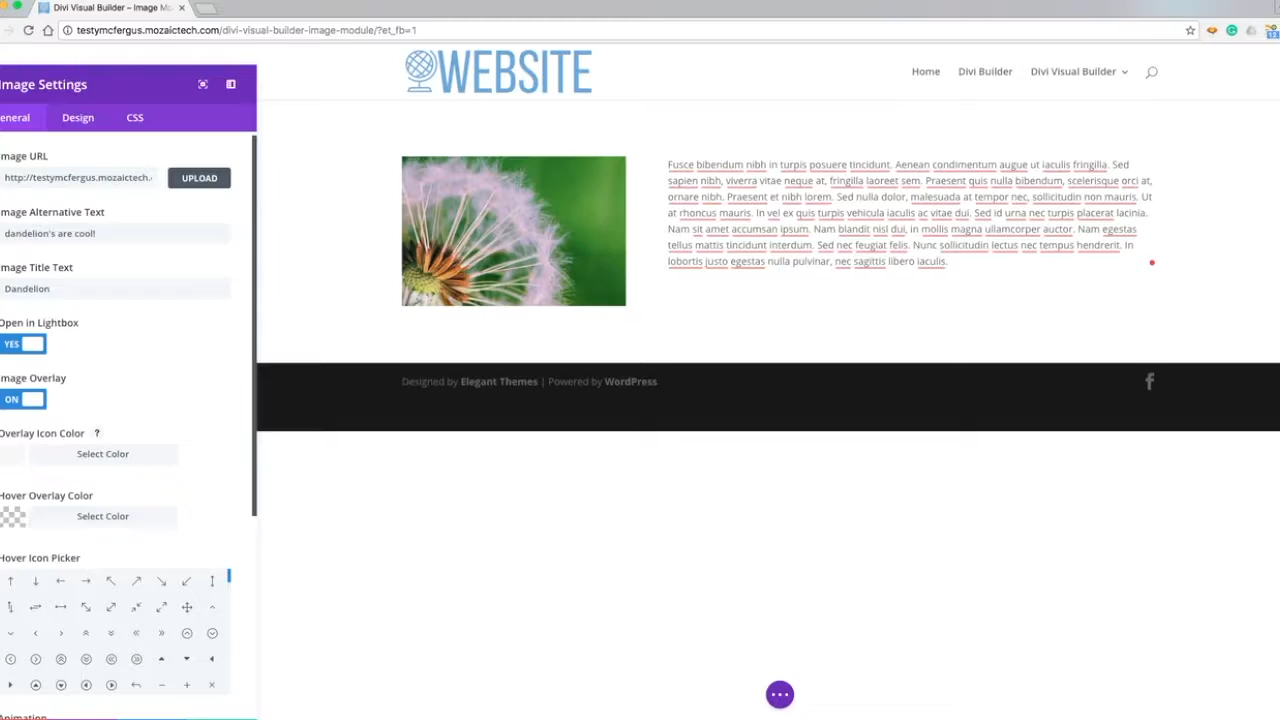 Divi Visual Builder – Image Mo
testymcfergus.mozaictech.com/divi-visual-builder-image-module/?et_fb=1
WEBSITE
Home Divi Builder Divi Visual Builder
mage Settings
eneral Design CSS
mage URL
http://testymcfergus.mozaictech.
UPLOAD
mage Alternative Text
dandelion's are cool!
mage Title Text
Dandelion
Open in Lightbox
YES
mage Overlay
ON
Overlay Icon Color ?
Select Color
Hover Overlay Color
Select Color
Hover Icon Picker
Animation
Fusce bibendum nibh in turpis posuere tincidunt. Aenean condimentum augue ut iaculis fringilla. Sed
sapien nibh, viverra vitae neque at, fringilla laoreet sem. Praesent quis nulla bibendum, scelerisque orci at,
ornare nibh. Praesent et nibh lorem. Sed nulla dolor, malesuada at tempor nec, sollicitudin non mauris. Ut
at rhoncus mauris. In vel ex quis turpis vehicula iaculis ac vitae dui. Sed id urna nec turpis placerat lacinia.
Nam sit amet accumsan ipsum. Nam blandit nisl dui, in mollis magna ullamcorper auctor. Nam egestas
tellus mattis tincidunt interdum. Sed nec feugiat felis. Nunc sollicitudin lectus nec tempus hendrerit. In
lobortis justo egestas nulla pulvinar, nec sagittis libero iaculis.
Designed by Elegant Themes | Powered by WordPress